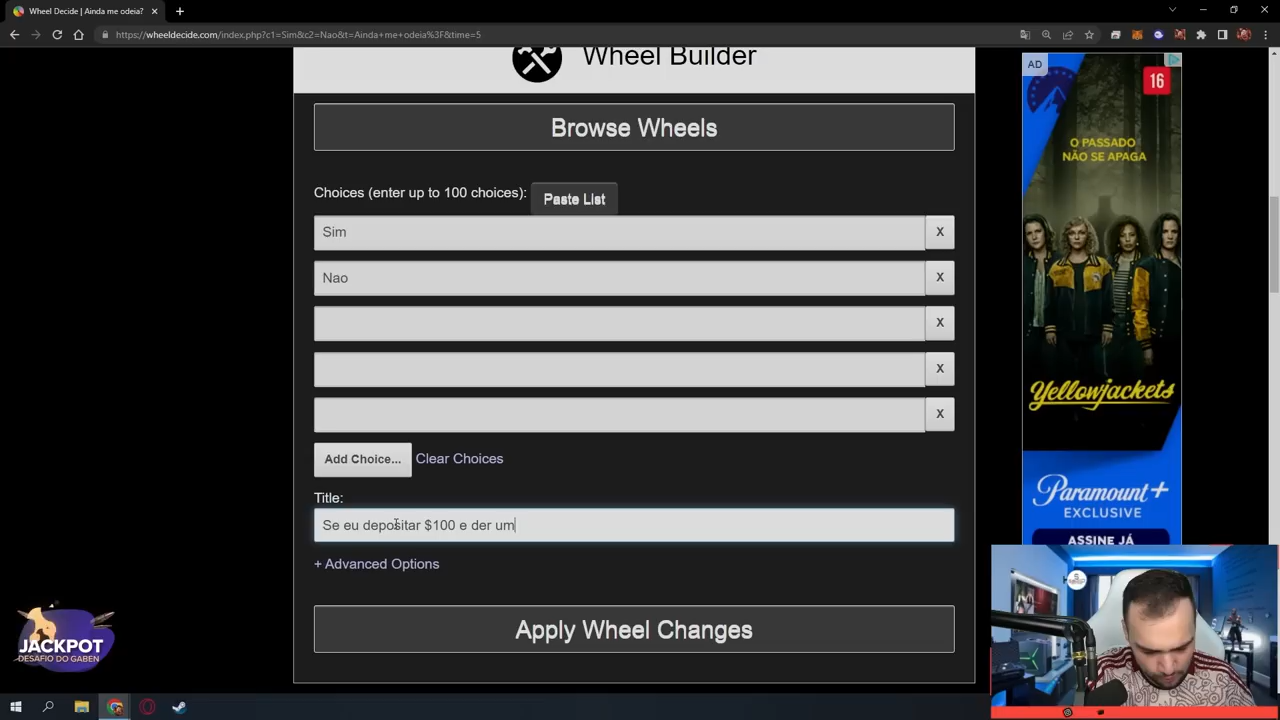 Wheel Decide | Ainda me odeia?
https://wheeldecide.com/index.php?c1=Sim&c2=Nao&t=Ainda+me+odeia%3F&time=5
Wheel Builder
Browse Wheels
Choices (enter up to 100 choices):
Paste List
Sim
X
Nao
X
X
X
X
Add Choice...
Clear Choices
Title:
Se eu depositar $100 e der um
+ Advanced Options
Apply Wheel Changes
AD
16
O PASSADO
NÃO SE APAGA
Yellowjackets
Paramount+
EXCLUSIVE
ASSINE JÁ
JACKPOT
DESAFIO DO GABEN